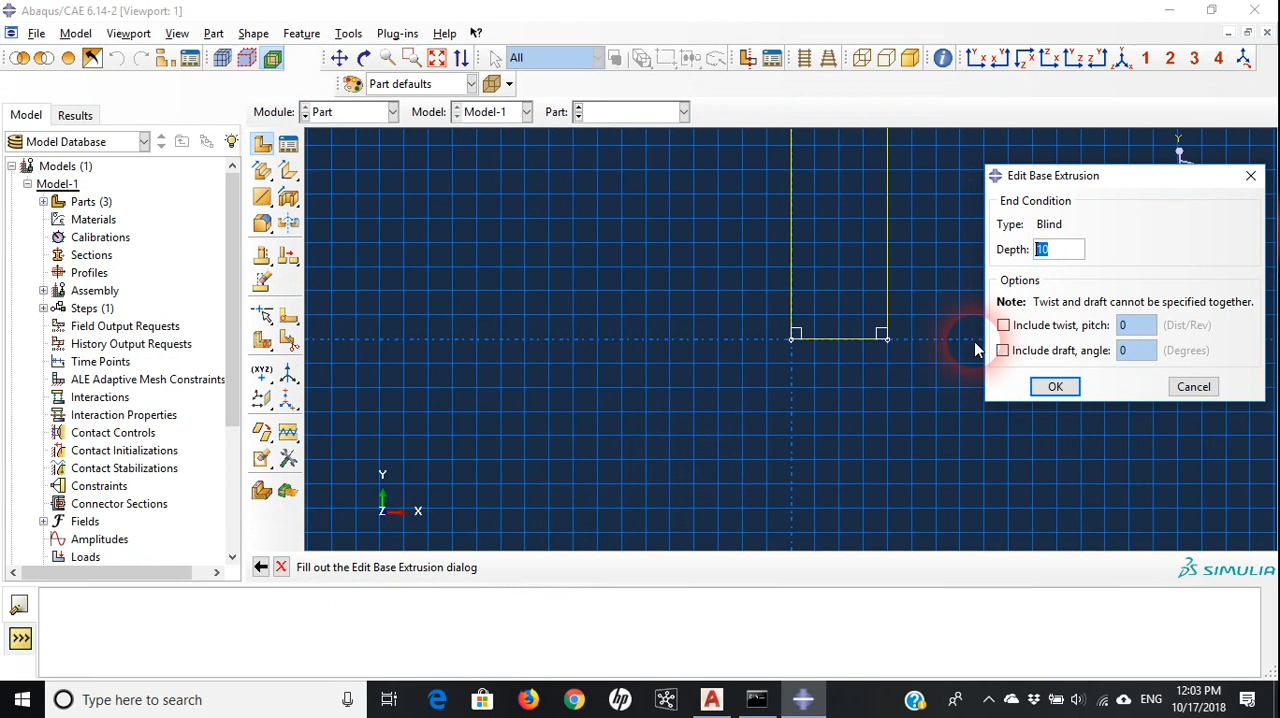 Abaqus/CAE 6.14-2 [Viewport: 1]
File Model Viewport View Part Shape Feature Tools Plug-ins Help
All
1 2 3 4
Part defaults
Model Results
Module: Part Model: Model-1 Part:
Model Database
Models (1)
Model-1
Parts (3)
Materials
Calibrations
Sections
Profiles
Assembly
Steps (1)
Field Output Requests
History Output Requests
Time Points
ALE Adaptive Mesh Constraints
Interactions
Interaction Properties
Contact Controls
Contact Initializations
Contact Stabilizations
Constraints
Connector Sections
Fields
Amplitudes
Loads
Y
Edit Base Extrusion
End Condition
Type: Blind
Depth: 10
Options
Note: Twist and draft cannot be specified together.
Include twist, pitch: 0 (Dist/Rev)
Include draft, angle: 0 (Degrees)
OK Cancel
Y
Z X
Fill out the Edit Base Extrusion dialog
SIMULIA
>>>
Type here to search
ENG
12:03 PM
10/17/2018